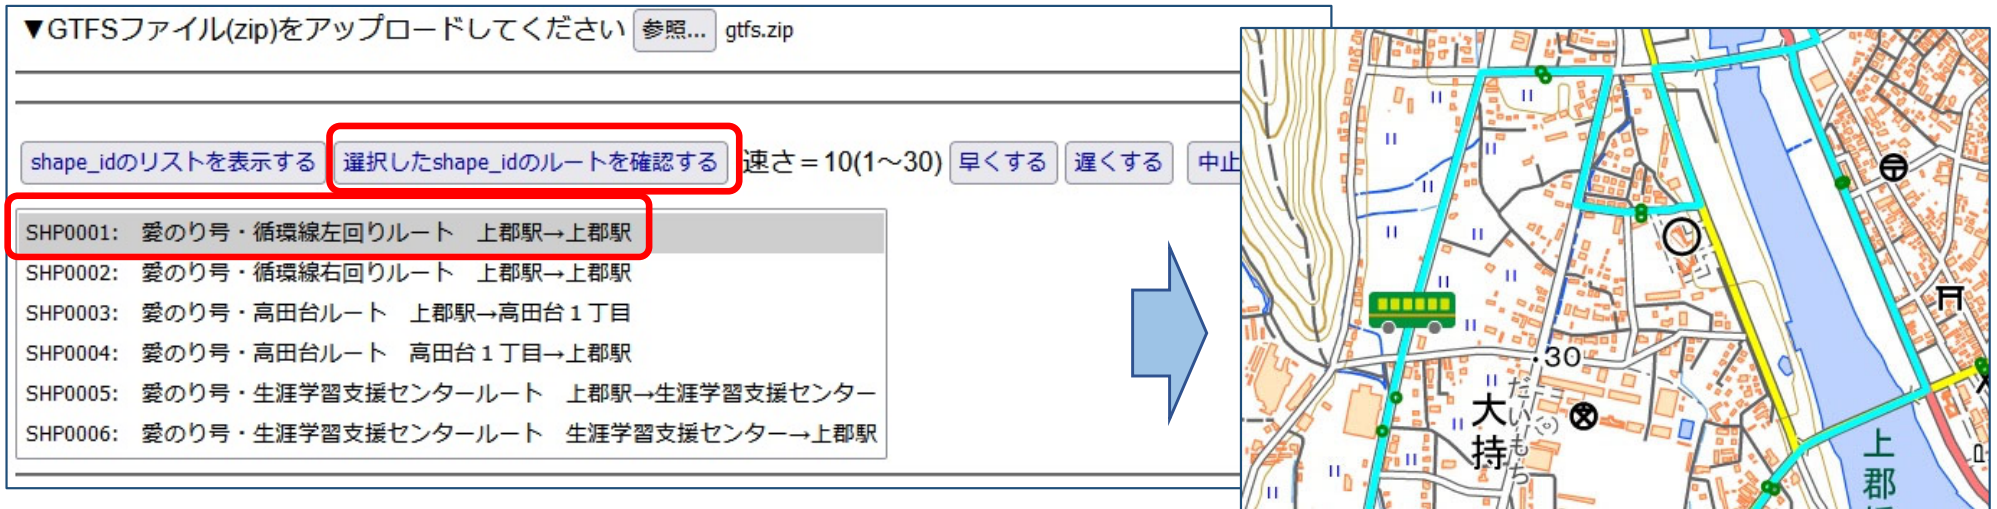 ▼GTFSファイル(zip)をアップロードしてください 参照... gtfs.zip
shape_idのリストを表示する 選択したshape_idのルートを確認する 速さ=10(1～30) 早くする 遅くする 中止
SHP0001: 愛のり号・循環線左回りルート 上郡駅→上郡駅
SHP0002: 愛のり号・循環線右回りルート 上郡駅→上郡駅
SHP0003: 愛のり号・高田台ルート 上郡駅→高田台１丁目
SHP0004: 愛のり号・高田台ルート 高田台１丁目→上郡駅
SHP0005: 愛のり号・生涯学習支援センタールート 上郡駅→生涯学習支援センター
SHP0006: 愛のり号・生涯学習支援センタールート 生涯学習支援センター→上郡駅
.30
大持
だいもち
上郡